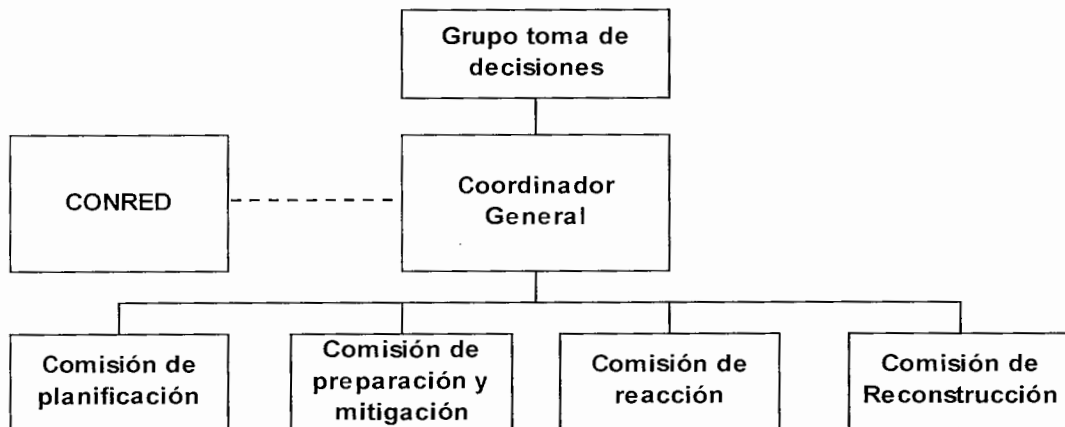 Grupo toma de
decisiones
CONRED
Coordinador
General
Comisión de
planificación
Comisión de
preparación y
mitigación
Comisión de
reacción
Comisión de
Reconstrucción